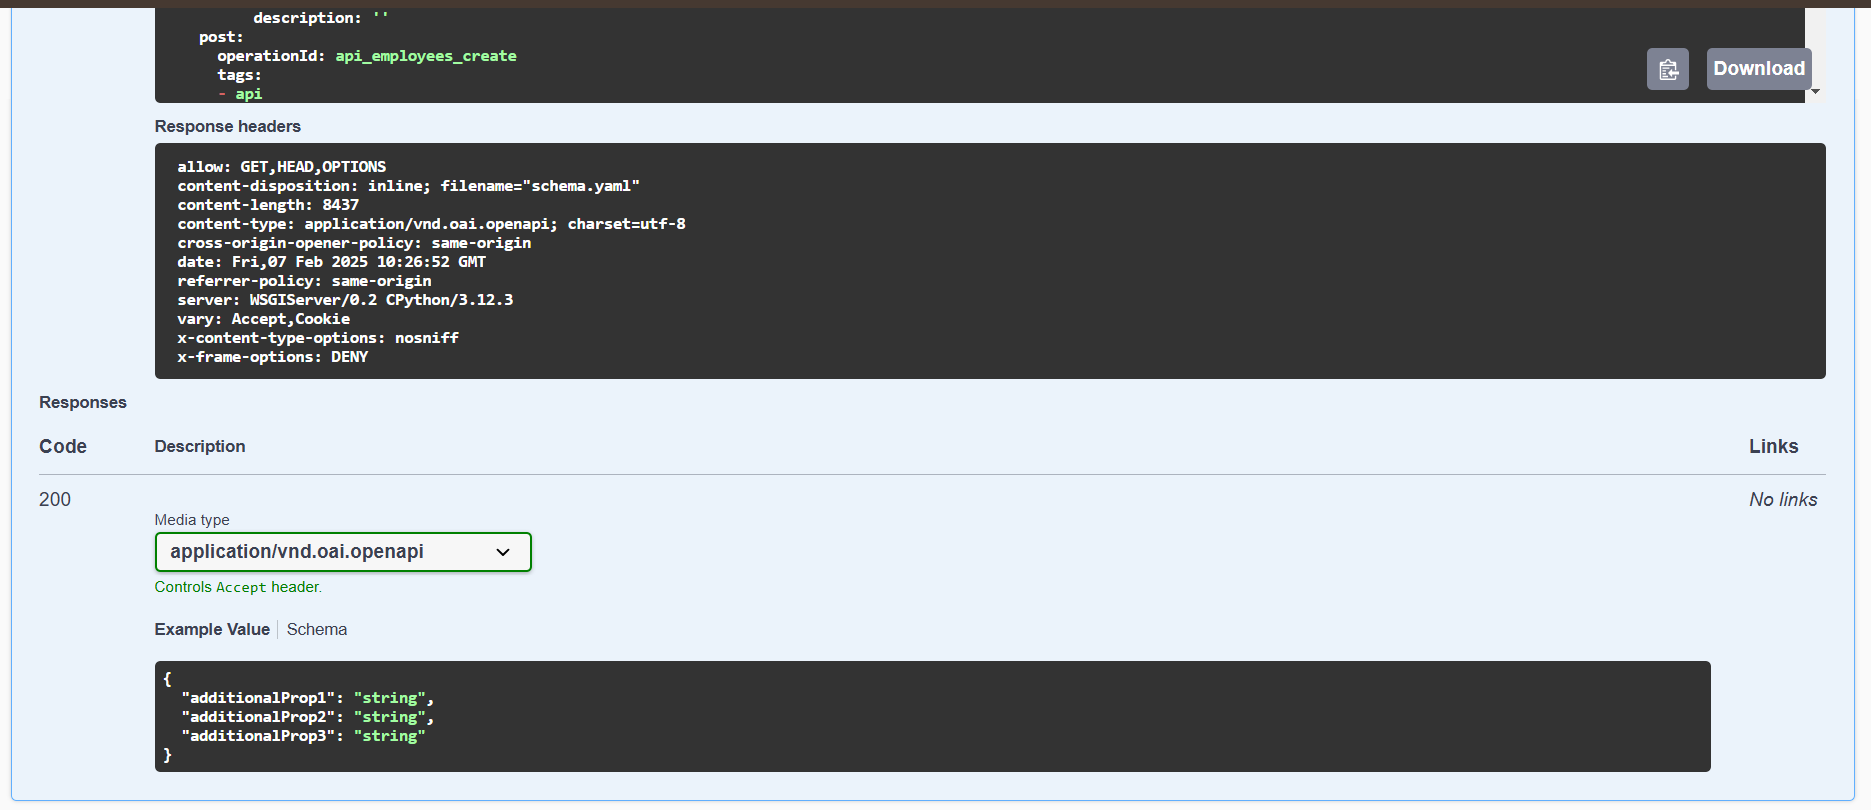 description: ''
post:
operationId: api_employees_create
tags:
- api
Download
Response headers
allow: GET,HEAD,OPTIONS
content-disposition: inline; filename="schema.yaml"
content-length: 8437
content-type: application/vnd.oai.openapi; charset=utf-8
cross-origin-opener-policy: same-origin
date: Fri,07 Feb 2025 10:26:52 GMT
referrer-policy: same-origin
server: WSGIServer/0.2 CPython/3.12.3
vary: Accept,Cookie
x-content-type-options: nosniff
x-frame-options: DENY
Responses
Code Description Links
200 No links
Media type
application/vnd.oai.openapi
Controls Accept header.
Example Value Schema
{
"additionalProp1": "string",
"additionalProp2": "string",
"additionalProp3": "string"
}